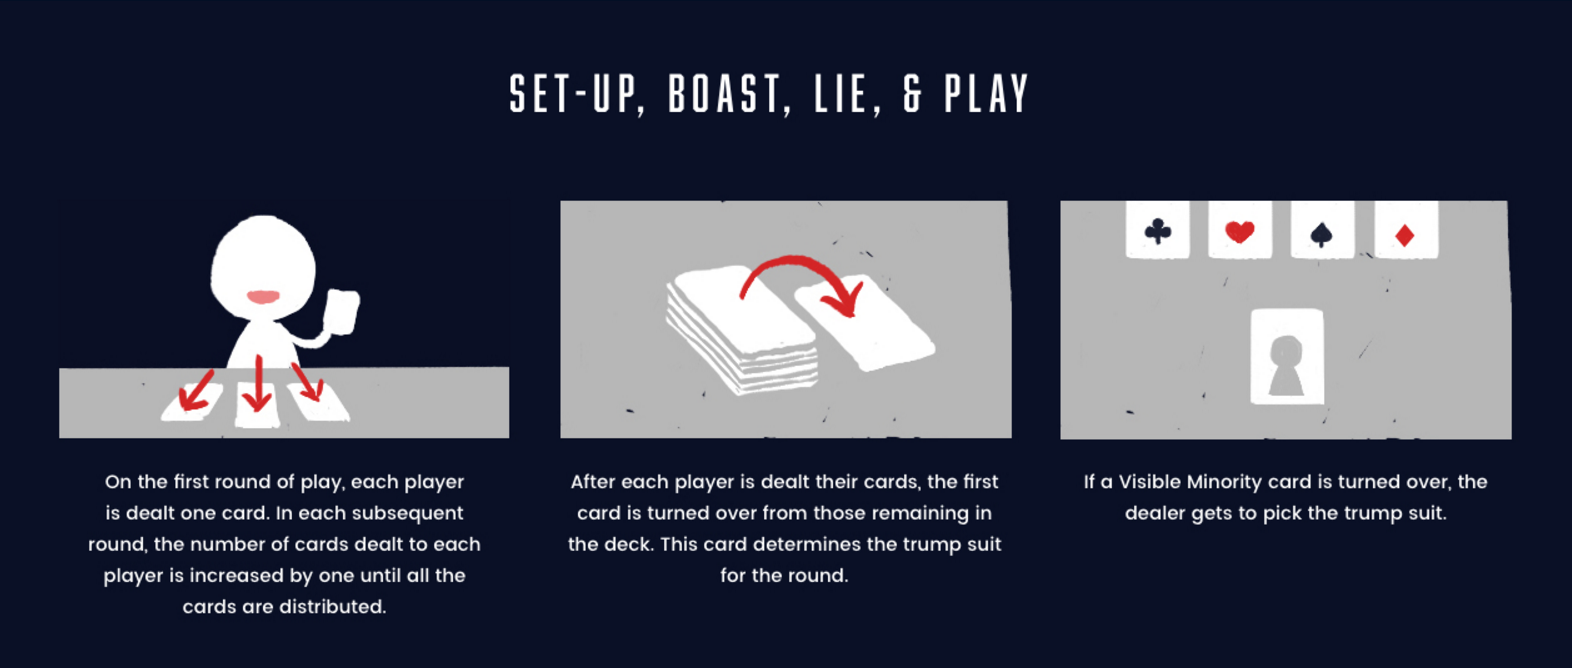 SET-UP, BOAST, LIE, & PLAY
On the first round of play, each player
is dealt one card. In each subsequent
round, the number of cards dealt to each
player is increased by one until all the
cards are distributed.
After each player is dealt their cards, the first
card is turned over from those remaining in
the deck. This card determines the trump suit
for the round.
If a Visible Minority card is turned over, the
dealer gets to pick the trump suit.